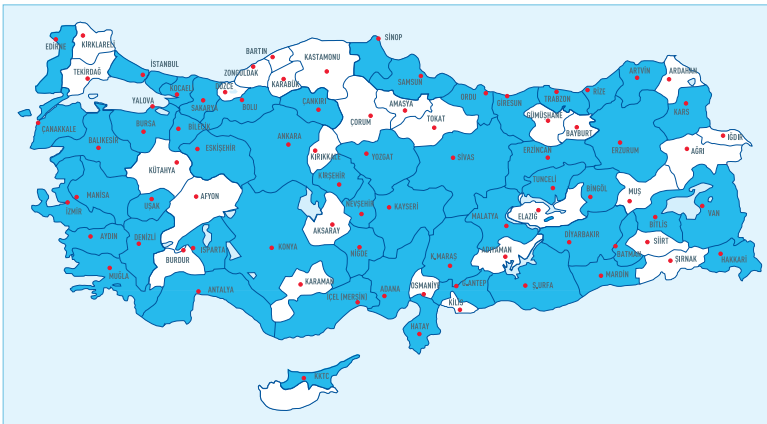 SİNOP
EDİRNE
KIRKLARELİ
BARTIN
KASTAMONU
İSTANBUL
TEKİRDAĞ
ZONGULDAK
KARABÜK
SAMSUN
ARTVİN
ARDAHAN
KOCAELİ
DÜZCE
YALOVA
SAKARYA
BOLU
ÇANKIRI
AMASYA
ORDU
GİRESUN
TRABZON
RİZE
KARS
ÇANAKKALE
BURSA
BİLECİK
ÇORUM
TOKAT
GÜMÜŞHANE
BAYBURT
IĞDIR
BALIKESİR
ESKİŞEHİR
ANKARA
KIRIKKALE
YOZGAT
SİVAS
ERZİNCAN
ERZURUM
AĞRI
KÜTAHYA
KIRŞEHİR
TUNCELİ
BİNGÖL
MUŞ
MANİSA
İZMİR
UŞAK
AFYON
NEVŞEHİR
KAYSERİ
MALATYA
ELAZIĞ
BİTLİS
VAN
AYDIN
DENİZLİ
ISPARTA
BURDUR
KONYA
AKSARAY
NİĞDE
K.MARAŞ
ADIYAMAN
DİYARBAKIR
BATMAN
SİİRT
ŞIRNAK
HAKKARİ
MUĞLA
ANTALYA
KARAMAN
İÇEL (MERSİN)
ADANA
OSMANİYE
G.ANTEP
KİLİS
Ş.URFA
MARDİN
HATAY
KKTC